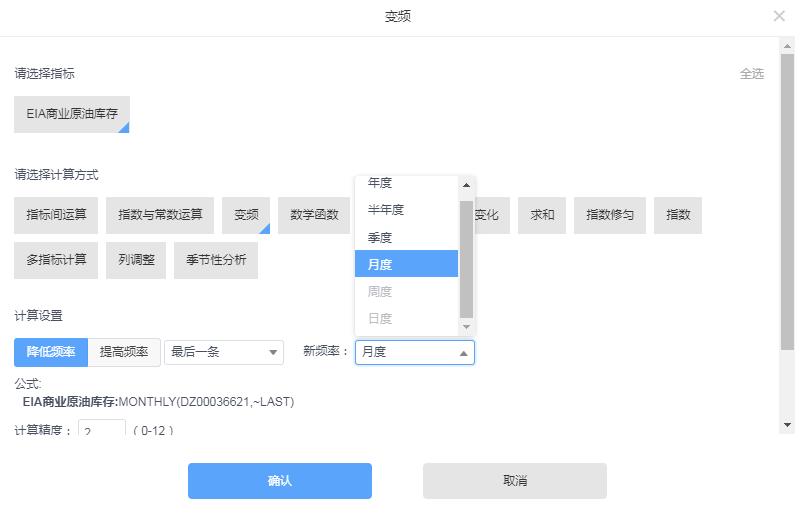 变频
请选择指标
全选
EIA商业原油库存
请选择计算方式
年度
半年度
季度
月度
周度
日度
指标间运算
指数与常数运算
变频
数学函数
变化
求和
指数修匀
指数
多指标计算
列调整
季节性分析
计算设置
降低频率
提高频率
最后一条
新频率：
月度
公式:
EIA商业原油库存:MONTHLY(DZ00036621,~LAST)
计算精度： 2 （ 0-12 ）
确认
取消